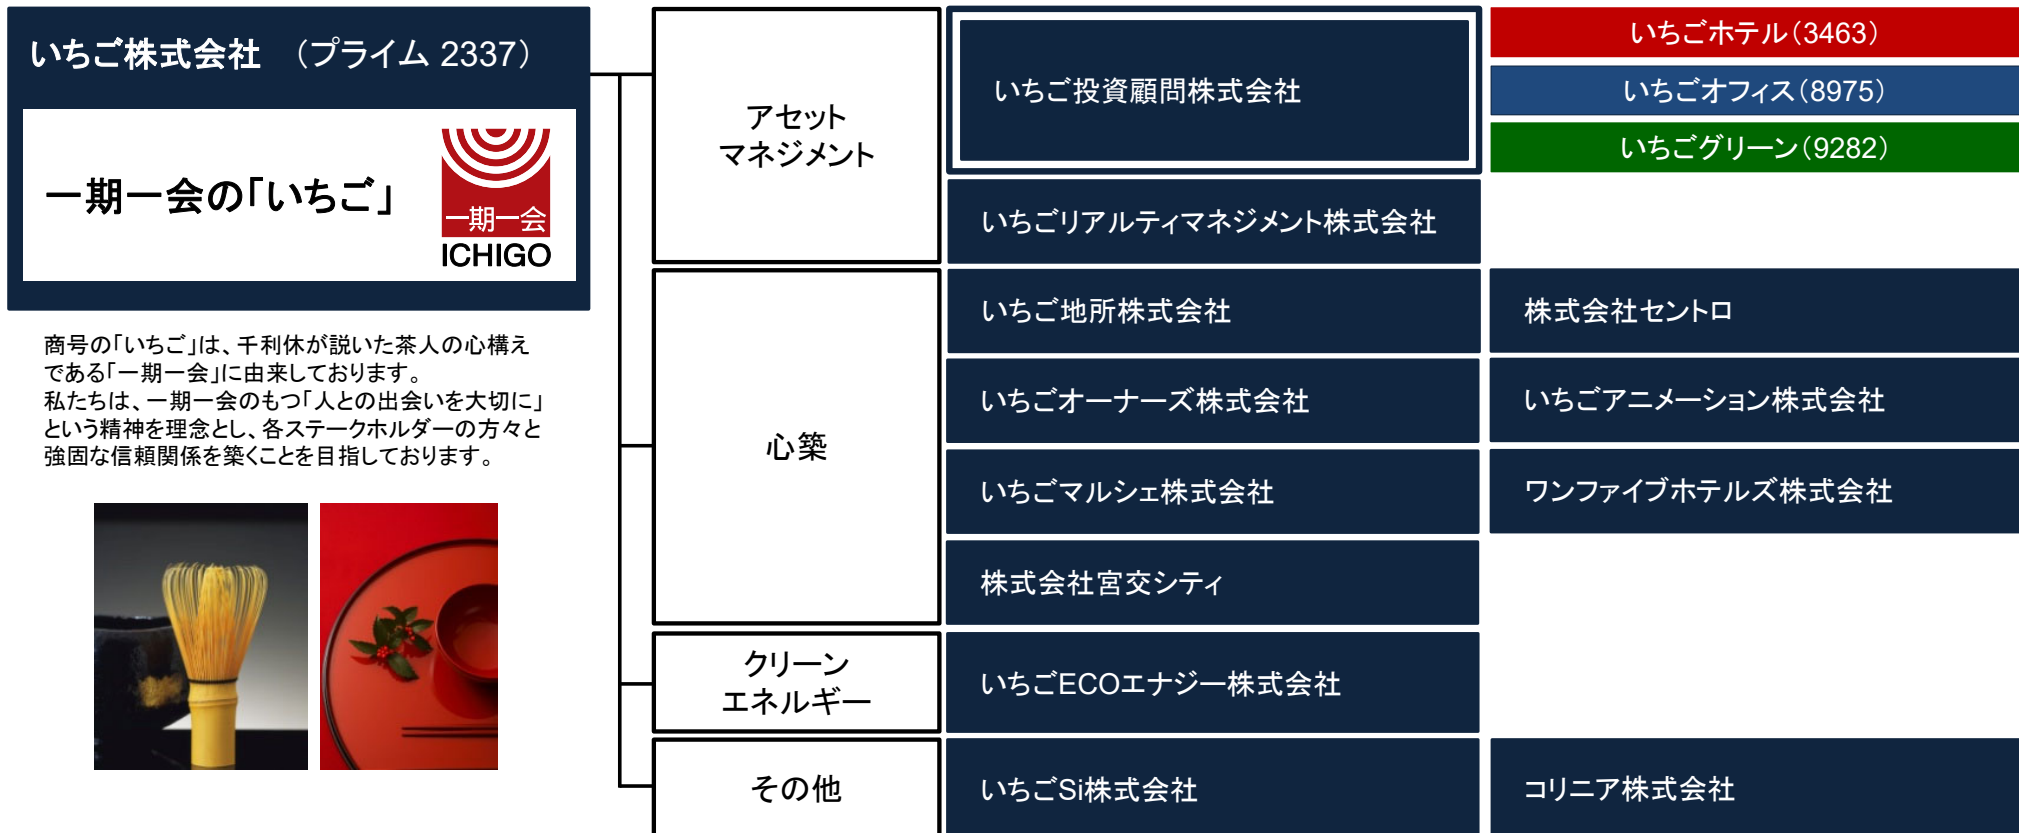 いちご株式会社 （プライム 2337）
一期一会の「いちご」
一期一会
ICHIGO
商号の「いちご」は、千利休が説いた茶人の心構え
である「一期一会」に由来しております。
私たちは、一期一会のもつ「人との出会いを大切に」
という精神を理念とし、各ステークホルダーの方々と
強固な信頼関係を築くことを目指しております。
アセット
マネジメント
いちご投資顧問株式会社
いちごホテル（3463）
いちごオフィス（8975）
いちごグリーン（9282）
いちごリアルティマネジメント株式会社
心築
いちご地所株式会社
株式会社セントロ
いちごオーナーズ株式会社
いちごアニメーション株式会社
いちごマルシェ株式会社
ワンファイブホテルズ株式会社
株式会社宮交シティ
クリーン
エネルギー
いちごECOエナジー株式会社
その他
いちごSi株式会社
コリニア株式会社